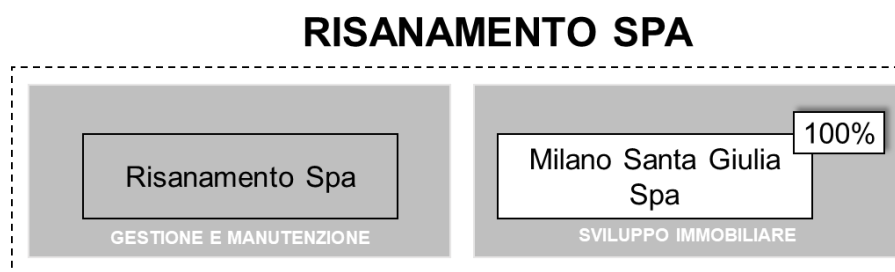 RISANAMENTO SPA
Risanamento Spa
GESTIONE E MANUTENZIONE
100%
Milano Santa Giulia
Spa
SVILUPPO IMMOBILIARE